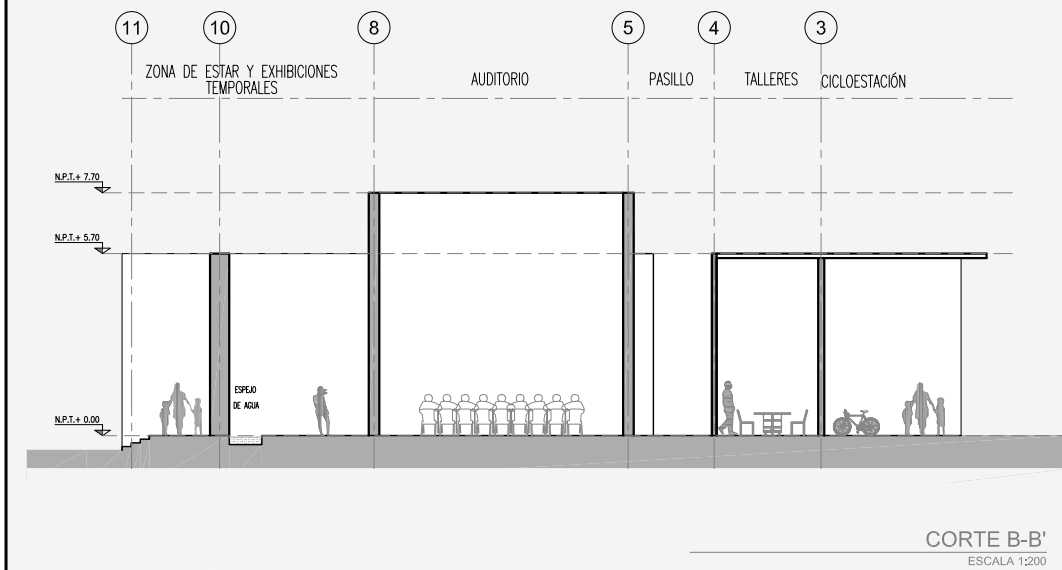 11 10 8 5 4 3
ZONA DE ESTAR Y EXHIBICIONES
TEMPORALES
AUDITORIO
PASILLO
TALLERES
CICLOESTACIÓN
N.P.T.+ 7.70
N.P.T.+ 5.70
ESPEJO
DE AGUA
N.P.T.+ 0.00
CORTE B-B'
ESCALA 1:200